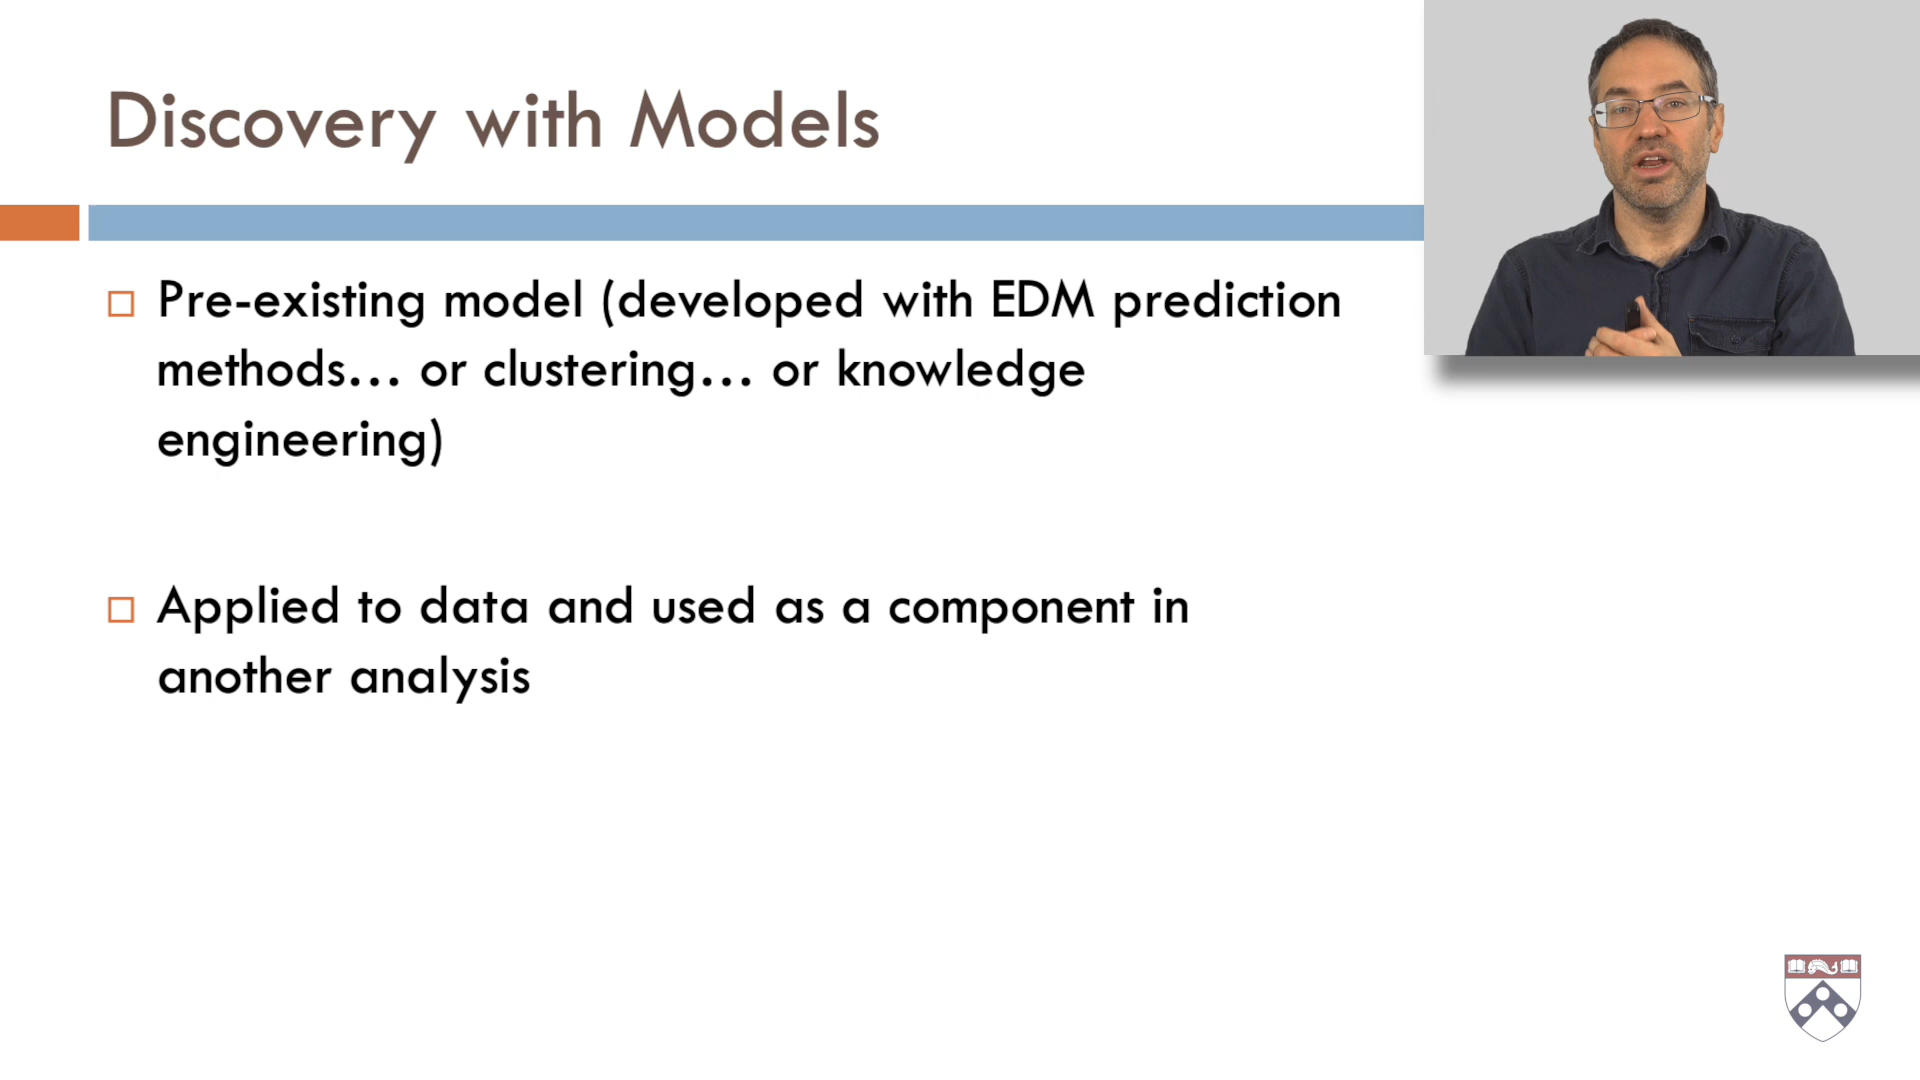 Discovery with Models
Pre-existing model (developed with EDM prediction
methods... or clustering... or knowledge
engineering)
Applied to data and used as a component in
another analysis